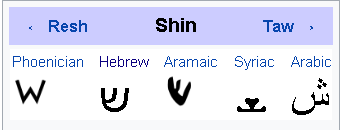 ‹ Resh Shin Taw ›
Phoenician Hebrew Aramaic Syriac Arabic
𐤔 ש 𐡔 ܫ ش